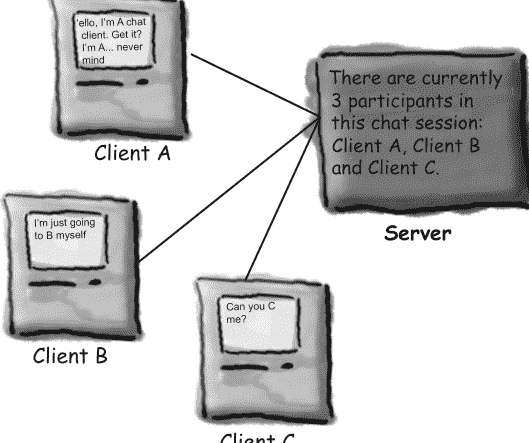 'ello, I'm A chat
client. Get it?
I'm A... never
mind
Client A
There are currently
3 participants in
this chat session:
Client A, Client B
and Client C.
Server
I'm just going
to B myself
Client B
Can you C
me?
Client C